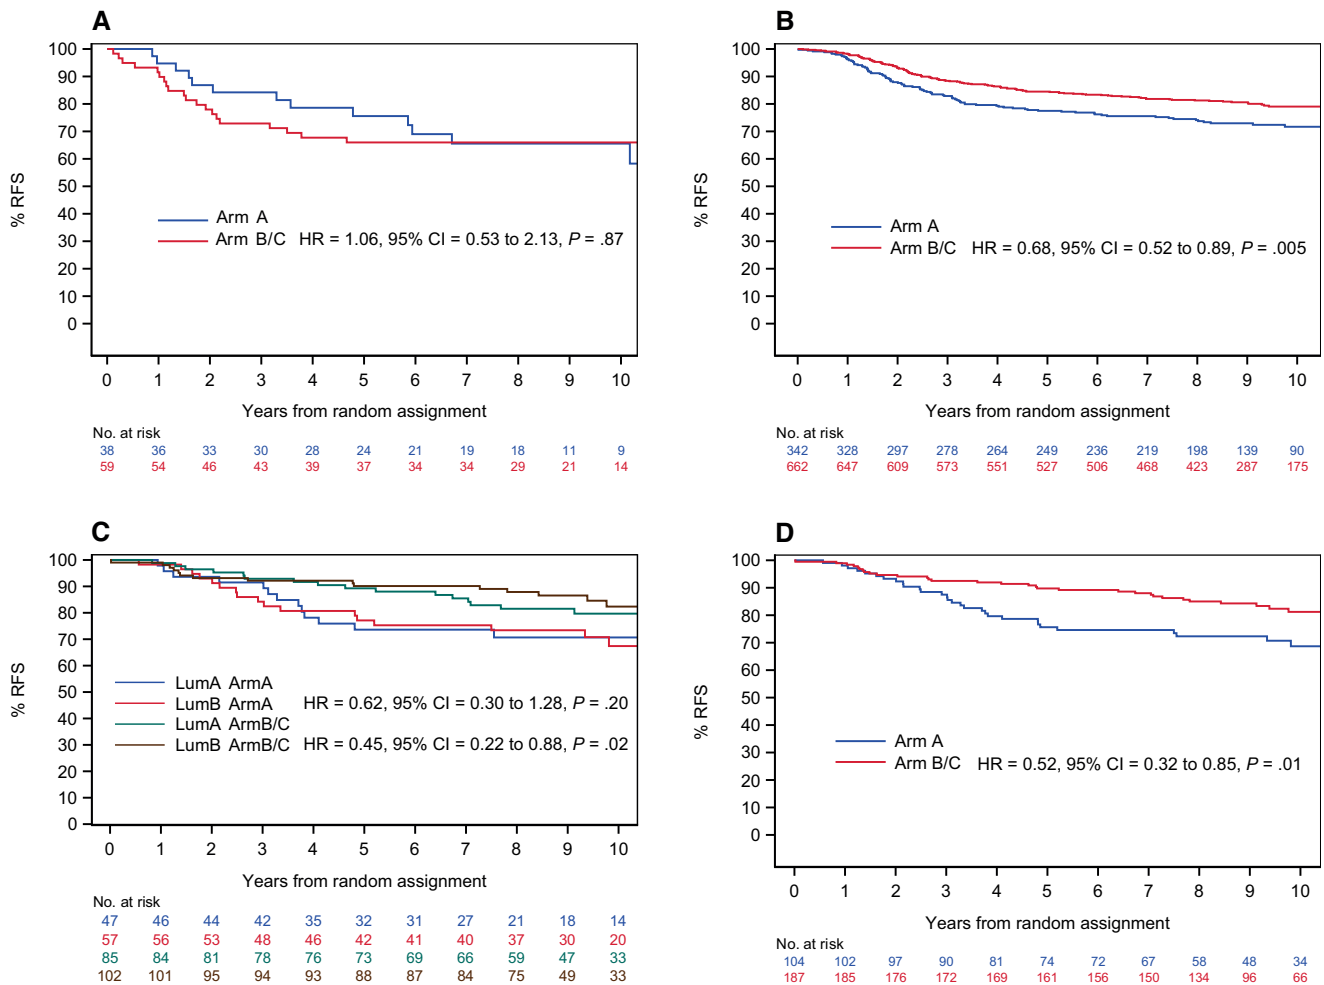 A
100
90
80
70
60
50
40
30
20
10
0
% RFS
Arm A
Arm B/C HR = 1.06, 95% CI = 0.53 to 2.13, P = .87
0 1 2 3 4 5 6 7 8 9 10
Years from random assignment
No. at risk
38 36 33 30 28 24 21 19 18 11 9
59 54 46 43 39 37 34 34 29 21 14
B
100
90
80
70
60
50
40
30
20
10
0
% RFS
Arm A
Arm B/C HR = 0.68, 95% CI = 0.52 to 0.89, P = .005
0 1 2 3 4 5 6 7 8 9 10
Years from random assignment
No. at risk
342 328 297 278 264 249 236 219 198 139 90
662 647 609 573 551 527 506 468 423 287 175
C
100
90
80
70
60
50
40
30
20
10
0
% RFS
LumA ArmA
LumB ArmA HR = 0.62, 95% CI = 0.30 to 1.28, P = .20
LumA ArmB/C
LumB ArmB/C HR = 0.45, 95% CI = 0.22 to 0.88, P = .02
0 1 2 3 4 5 6 7 8 9 10
Years from random assignment
No. at risk
47 46 44 42 35 32 31 27 21 18 14
57 56 53 48 46 42 41 40 37 30 20
85 84 81 78 76 73 69 66 59 47 33
102 101 95 94 93 88 87 84 75 49 33
D
100
90
80
70
60
50
40
30
20
10
0
% RFS
Arm A
Arm B/C HR = 0.52, 95% CI = 0.32 to 0.85, P = .01
0 1 2 3 4 5 6 7 8 9 10
Years from random assignment
No. at risk
104 102 97 90 81 74 72 67 58 48 34
187 185 176 172 169 161 156 150 134 96 66